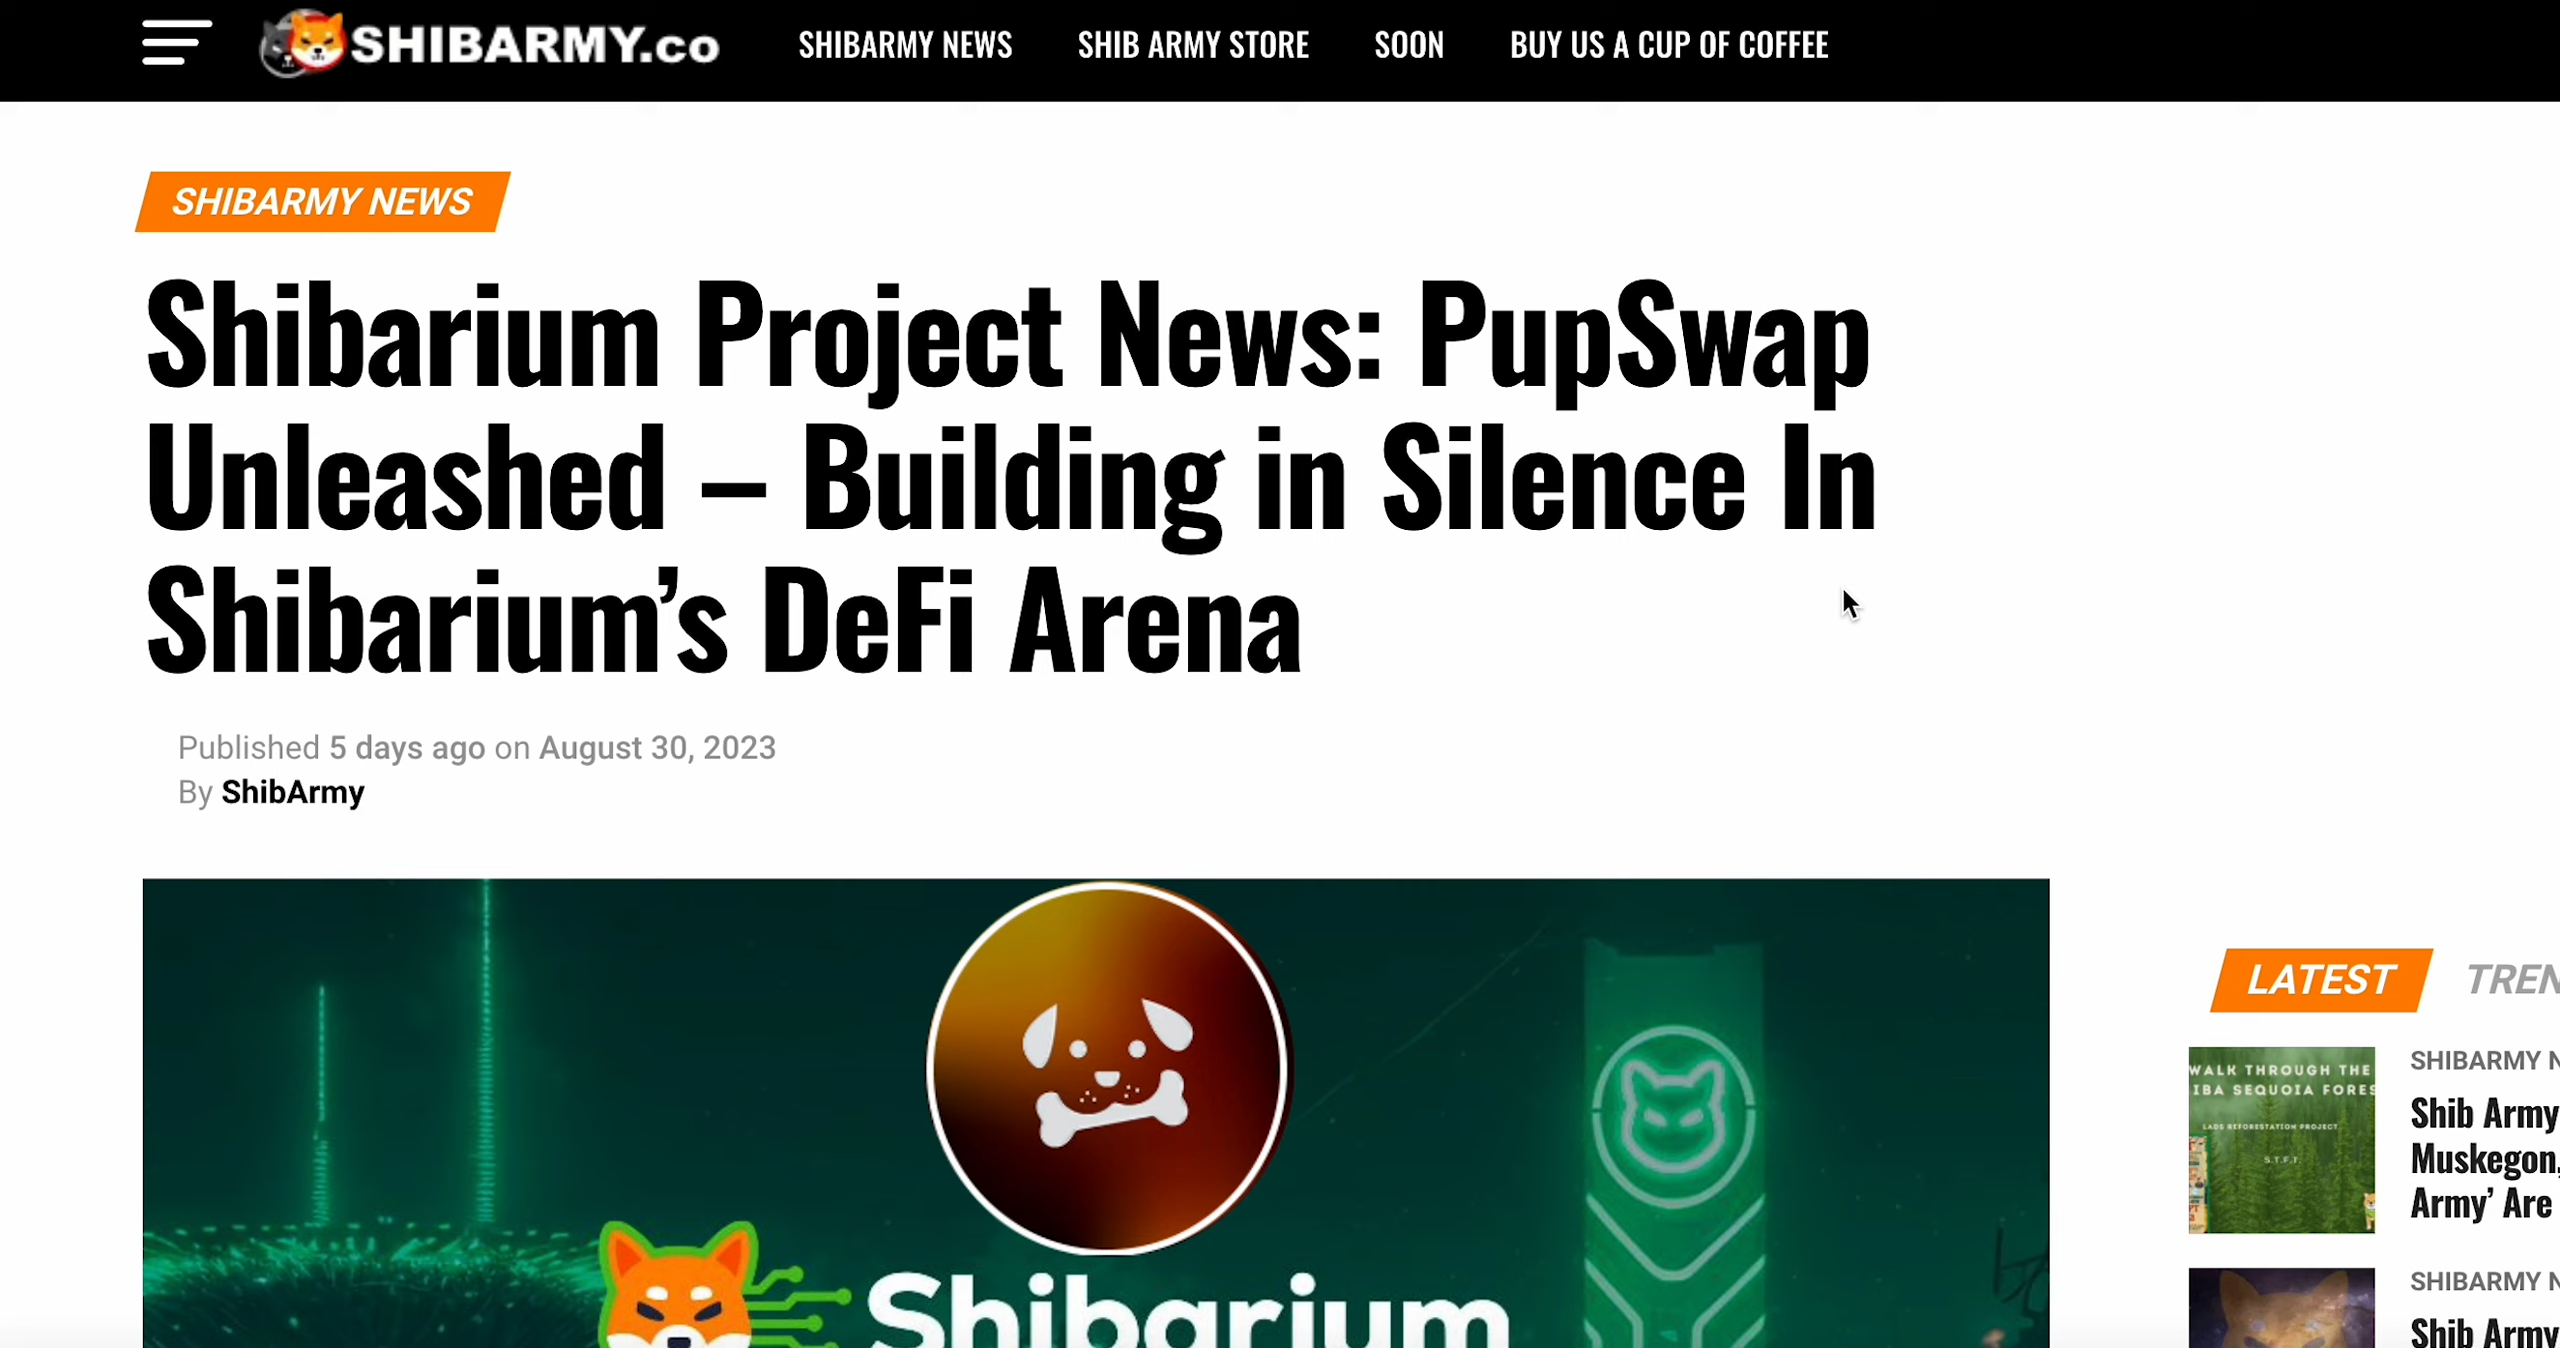 SHIBARMY.co
SHIBARMY NEWS
SHIB ARMY STORE
SOON
BUY US A CUP OF COFFEE
SHIBARMY NEWS
Shibarium Project News: PupSwap
Unleashed – Building in Silence In
Shibarium’s DeFi Arena
Published 5 days ago on August 30, 2023
By ShibArmy
Shibarium
LATEST
TREN
WALK THROUGH THE
IBA SEQUOIA FORES
LADS REFORESTATION PROJECT
S.T.F.T.
SHIBARMY N
Shib Army
Muskegon,
Army’ Are
SHIBARMY N
Shib Army